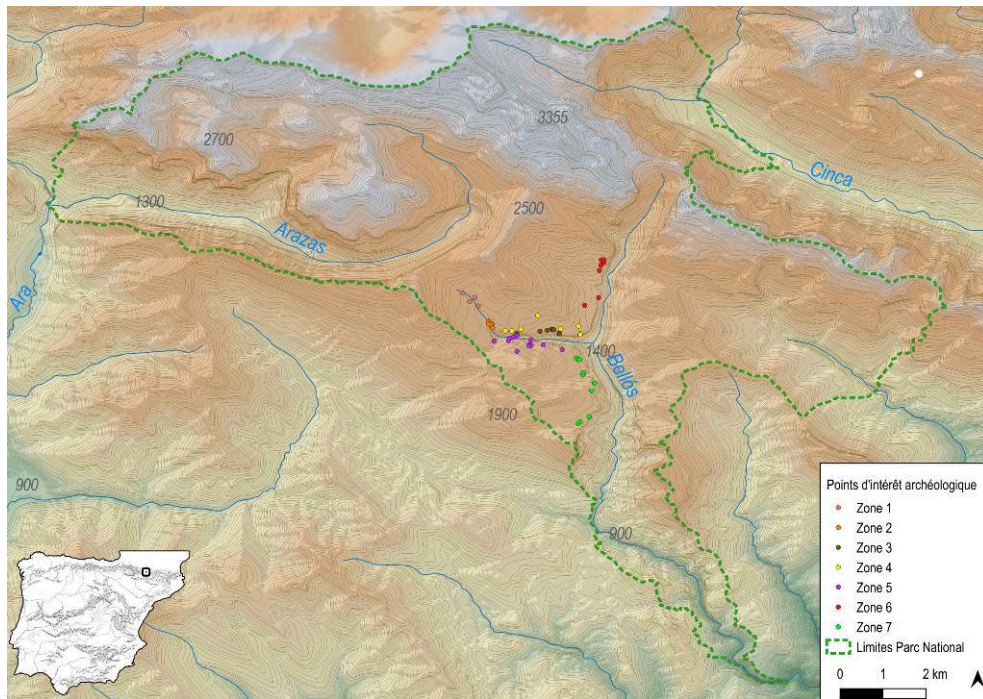 3355
2700
Cinca
1300
2500
Arazas
Ara
1400
Bellós
1900
900
900
Points d'intérêt archéologique
Zone 1
Zone 2
Zone 3
Zone 4
Zone 5
Zone 6
Zone 7
Limites Parc National
0 1 2 km